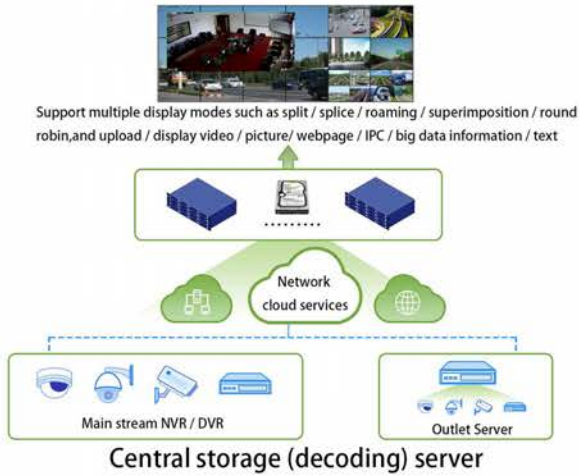 Support multiple display modes such as split / splice / roaming / superimposition / round
robin,and upload / display video / picture/ webpage / IPC / big data information / text
Network
cloud services
Main stream NVR / DVR
Outlet Server
Central storage (decoding) server